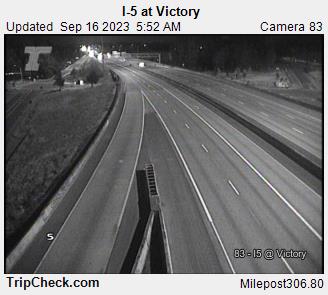 I-5 at Victory
Updated Sep 16 2023 5:52 AM Camera 83
T
S
83 - I5 @ Victory
TripCheck.com Milepost306.80